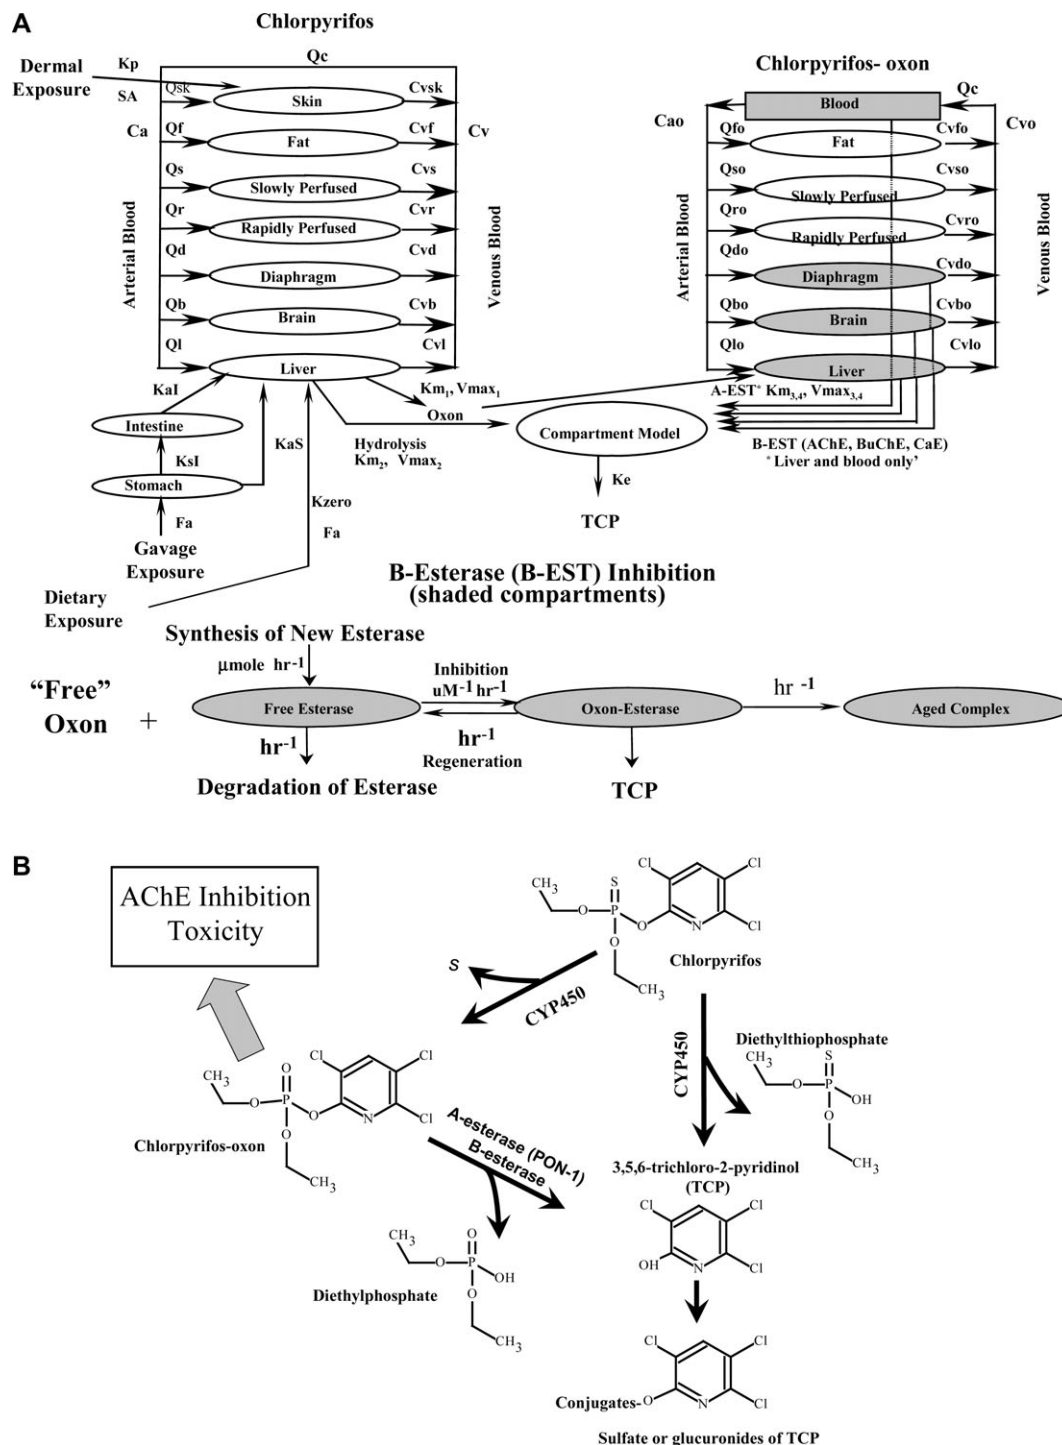 A
Chlorpyrifos
Qc
Dermal
Exposure
Kp
SA
Qsk
Skin
Cvsk
Ca
Qf
Fat
Cvf
Cv
Qs
Slowly Perfused
Cvs
Qr
Rapidly Perfused
Cvr
Qd
Diaphragm
Cvd
Qb
Brain
Cvb
Ql
Liver
Cvl
Arterial Blood
Venous Blood
KaI
Intestine
KsI
Stomach
KaS
Fa
Gavage
Exposure
Kzero
Fa
Dietary
Exposure
Km1, Vmax1
Oxon
Hydrolysis
Km2, Vmax2
Compartment Model
Ke
TCP
Chlorpyrifos- oxon
Blood
Qc
Cao
Cvo
Qfo
Fat
Cvfo
Qso
Slowly Perfused
Cvso
Qro
Rapidly Perfused
Cvro
Qdo
Diaphragm
Cvdo
Qbo
Brain
Cvbo
Qlo
Liver
Cvlo
Arterial Blood
Venous Blood
A-EST* Km3,4, Vmax3,4
B-EST (AChE, BuChE, CaE)
* Liver and blood only’
B-Esterase (B-EST) Inhibition
(shaded compartments)
Synthesis of New Esterase
µmole hr-1
“Free”
Oxon
+
Free Esterase
Inhibition
uM-1 hr-1
hr-1
Regeneration
Oxon-Esterase
hr -1
Aged Complex
hr-1
Degradation of Esterase
TCP
B
AChE Inhibition
Toxicity
Cl
Cl
Cl
N
S
P
O
O
O
CH3
CH3
Chlorpyrifos
S
CYP450
CYP450
Diethylthiophosphate
CH3
S
O
P
OH
O
CH3
O
CH3
O
P
O
O
CH3
Cl
Cl
Cl
N
Chlorpyrifos-oxon
A-esterase (PON-1)
B-esterase
CH3
O
O
P
OH
O
CH3
Diethylphosphate
3,5,6-trichloro-2-pyridinol
(TCP)
Cl
Cl
OH
N
Cl
Cl
Cl
Conjugates-O
N
Cl
Sulfate or glucuronides of TCP